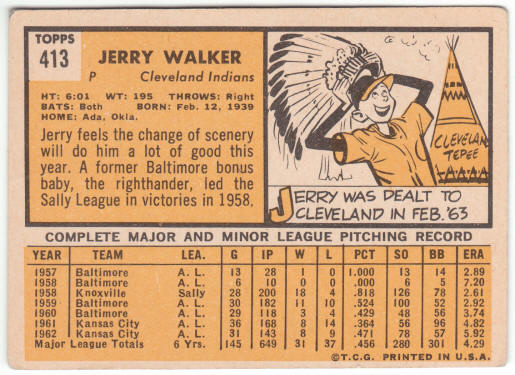 TOPPS
413
JERRY WALKER
P Cleveland Indians
HT: 6:01 WT: 195 THROWS: Right
BATS: Both BORN: Feb. 12, 1939
HOME: Ada, Okla.
Jerry feels the change of scenery
will do him a lot of good this
year. A former Baltimore bonus
baby, the righthander, led the
Sally League in victories in 1958.
CLEVELAN
TEPEE
JERRY WAS DEALT TO
CLEVELAND IN FEB. '63
COMPLETE MAJOR AND MINOR LEAGUE PITCHING RECORD
YEAR TEAM LEA. G IP W L PCT SO BB ERA
1957 Baltimore A. L. 13 28 1 0 1.000 13 14 2.89
1958 Baltimore A. L. 6 10 0 0 .000 6 5 7.20
1958 Knoxville Sally 28 200 18 4 .818 126 78 2.61
1959 Baltimore A. L. 30 182 11 10 .524 100 52 2.92
1960 Baltimore A. L. 29 118 3 4 .429 48 56 3.74
1961 Kansas City A. L. 36 168 8 14 .364 56 96 4.82
1962 Kansas City A. L. 31 143 8 9 .471 57 78 5.92
Major League Totals 6 Yrs. 145 649 31 37 .456 280 301 4.29
© T.C.G. PRINTED IN U.S.A.